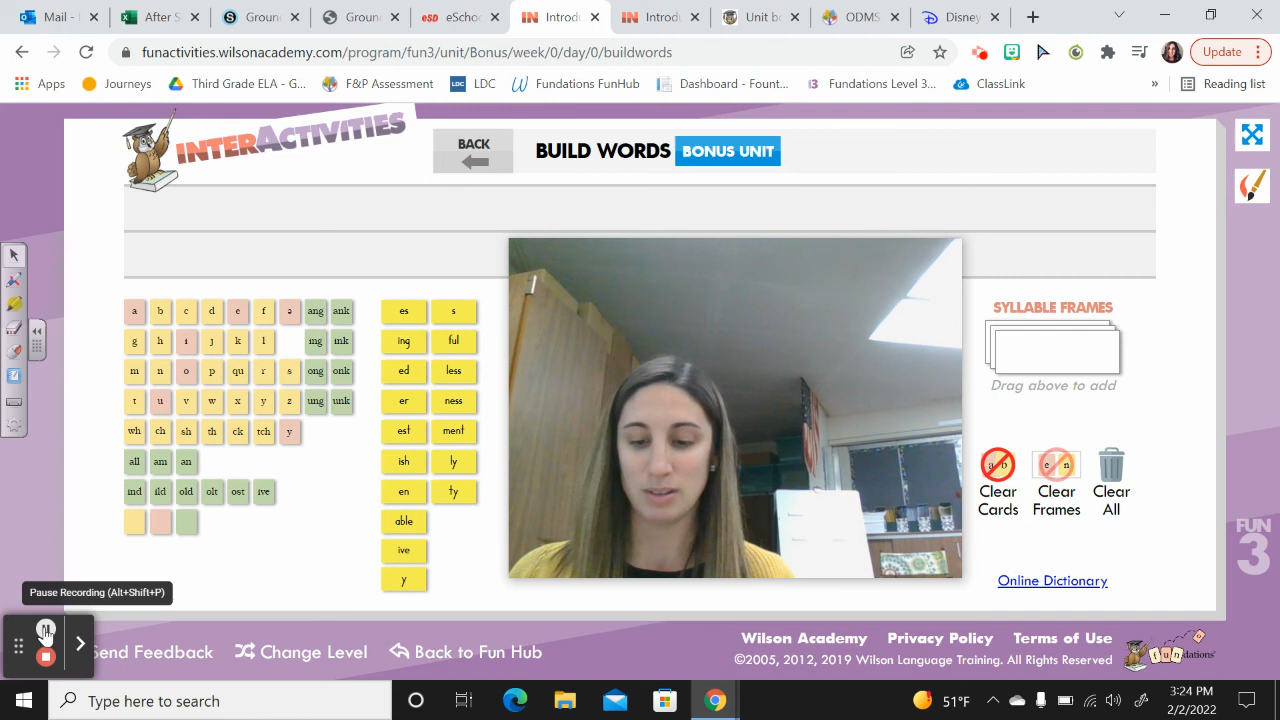 Mail -
After S
Ground
Ground
eSchoo
Introdu
Introdu
Unit bo
ODMS
Disney
funactivities.wilsonacademy.com/program/fun3/unit/Bonus/week/0/day/0/buildwords
Update
Apps
Journeys
Third Grade ELA - G...
F&P Assessment
LDC
Fundations FunHub
Dashboard - Fount...
Fundations Level 3...
ClassLink
»
Reading list
INTERACTIVITIES
BACK
BUILD WORDS
BONUS UNIT
a b c d e f ə ang ank
g h i j k l ing ink
m n o p qu r s ong onk
t u v w x y z ung unk
wh ch sh th ck tch y
all am an
ind ild old olt ost ive
es s
ing ful
ed less
er ness
est ment
ish ly
en ty
able
ive
y
SYLLABLE FRAMES
Drag above to add
a b
e n
Clear Cards
Clear Frames
Clear All
Online Dictionary
FUN 3
Pause Recording (Alt+Shift+P)
Send Feedback
Change Level
Back to Fun Hub
Wilson Academy
Privacy Policy
Terms of Use
©2005, 2012, 2019 Wilson Language Training. All Rights Reserved
fundations
Type here to search
51°F
3:24 PM
2/2/2022